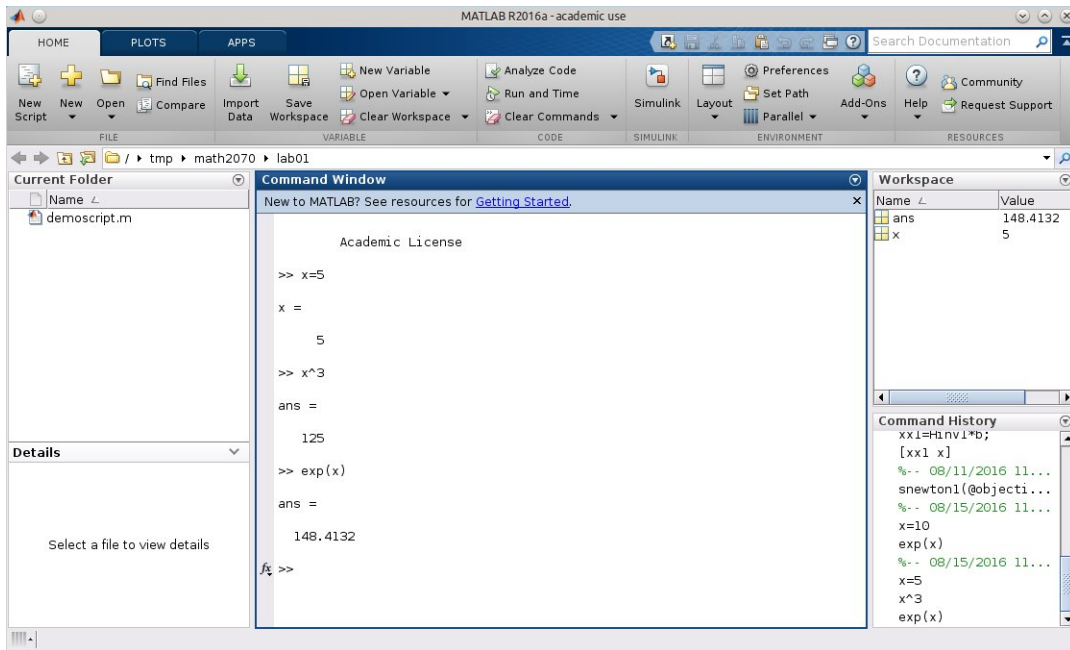 MATLAB R2016a - academic use
HOME PLOTS APPS Search Documentation
New Script
New
Open
Find Files
Compare
FILE
Import Data
Save Workspace
New Variable
Open Variable
Clear Workspace
VARIABLE
Analyze Code
Run and Time
Clear Commands
CODE
Simulink
SIMULINK
Layout
Preferences
Set Path
Parallel
Add-Ons
ENVIRONMENT
Help
Community
Request Support
RESOURCES
/ tmp math2070 lab01
Current Folder
Name
demoscript.m
Details
Select a file to view details
Command Window
New to MATLAB? See resources for Getting Started.
Academic License
>> x=5
x =
5
>> x^3
ans =
125
>> exp(x)
ans =
148.4132
fx >>
Workspace
Name Value
ans 148.4132
x 5
Command History
xx1=Hinv1*b;
[xx1 x]
%-- 08/11/2016 11...
snewton1(@objecti...
%-- 08/15/2016 11...
x=10
exp(x)
%-- 08/15/2016 11...
x=5
x^3
exp(x)